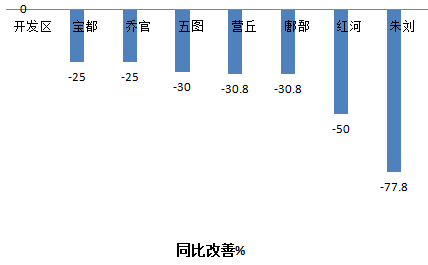 0
开发区 宝都 乔官 五图 营丘 鄌郚 红河 朱刘
-25 -25 -30 -30.8 -30.8 -50 -77.8
同比改善%